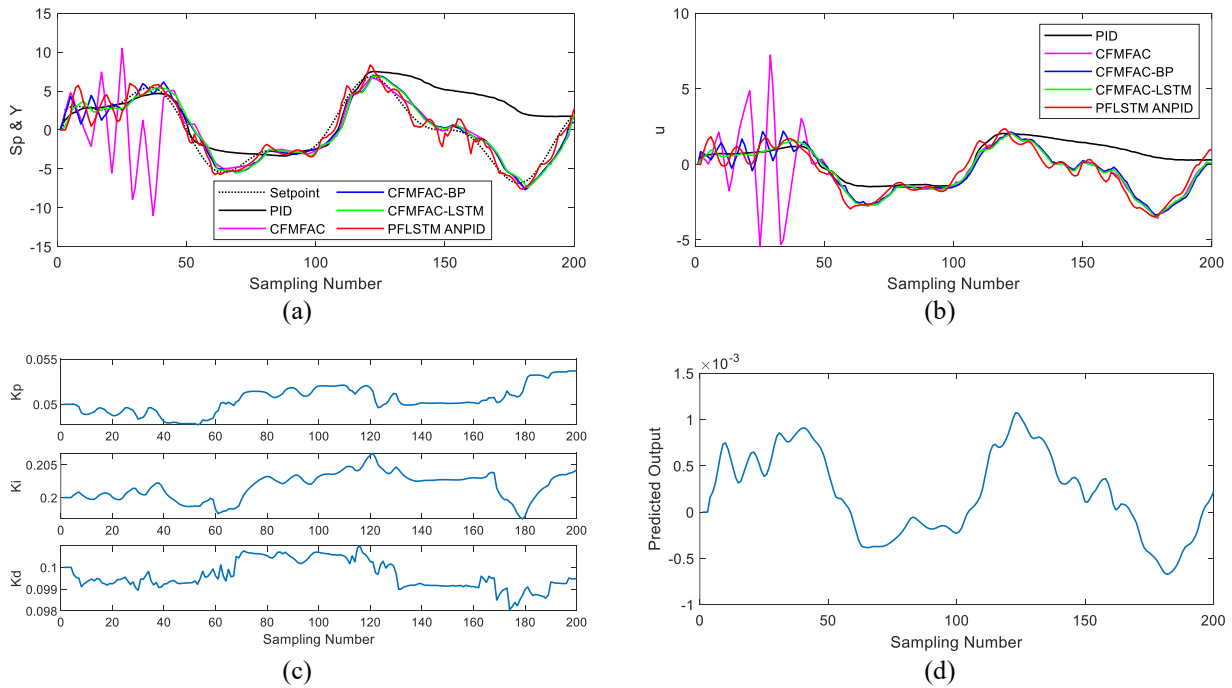 15
10
5
0
-5
-10
-15
Sp & Y
Setpoint
PID
CFMFAC
CFMFAC-BP
CFMFAC-LSTM
PFLSTM ANPID
0 50 100 150 200
Sampling Number
(a)
10
5
0
-5
u
PID
CFMFAC
CFMFAC-BP
CFMFAC-LSTM
PFLSTM ANPID
0 50 100 150 200
Sampling Number
(b)
0.055
0.05
Kp
0 20 40 60 80 100 120 140 160 180 200
0.205
0.2
Ki
0 20 40 60 80 100 120 140 160 180 200
0.1
0.099
0.098
Kd
0 20 40 60 80 100 120 140 160 180 200
Sampling Number
(c)
×10⁻³
1.5
1
0.5
0
-0.5
-1
Predicted Output
0 50 100 150 200
Sampling Number
(d)